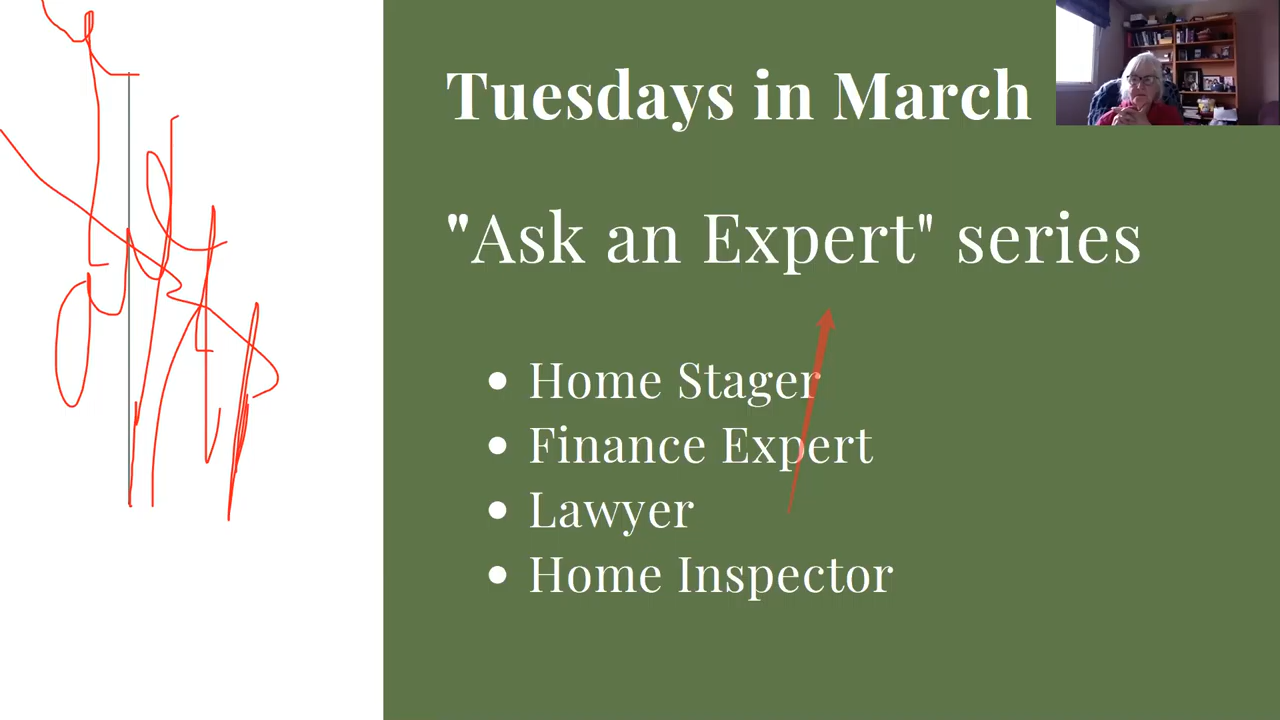 Tuesdays in March
"Ask an Expert" series
• Home Stager
• Finance Expert
• Lawyer
• Home Inspector